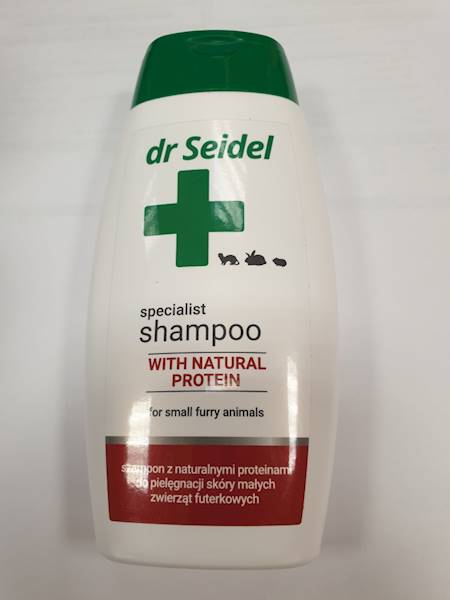 dr Seidel
specialist
shampoo
WITH NATURAL
PROTEIN
for small furry animals
szampon z naturalnymi proteinami
do pielęgnacji skóry małych
zwierząt futerkowych